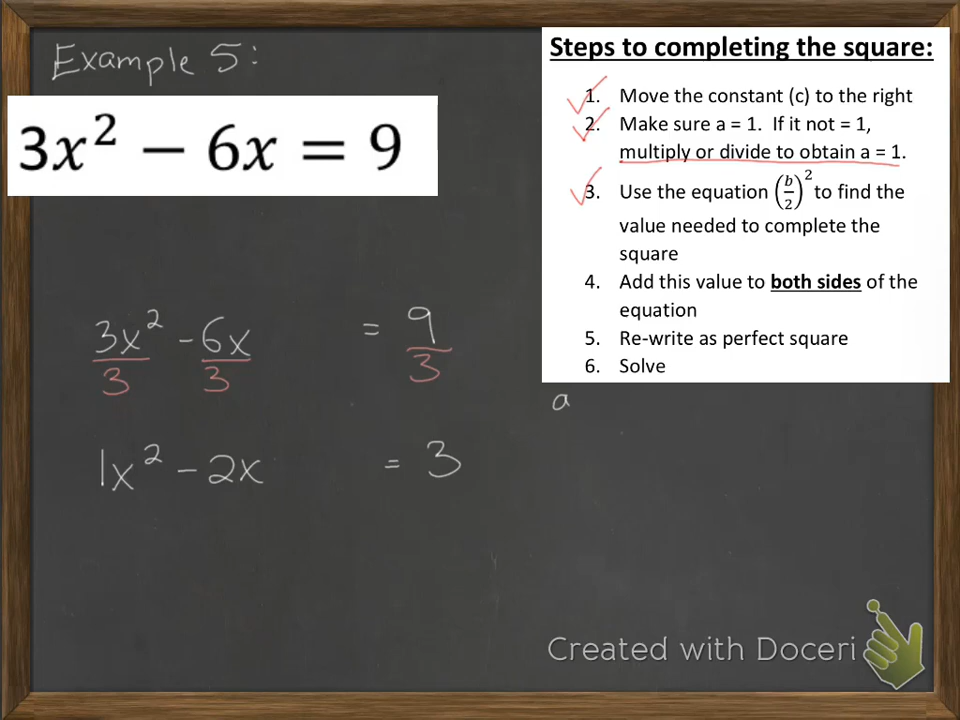 Example 5:
3x² − 6x = 9
Steps to completing the square:
1. Move the constant (c) to the right
2. Make sure a = 1. If it not = 1,
multiply or divide to obtain a = 1.
3. Use the equation (b/2)² to find the
value needed to complete the
square
4. Add this value to both sides of the
equation
5. Re-write as perfect square
6. Solve
3x²/3 - 6x/3 = 9/3
a
1x² - 2x = 3
Created with Doceri